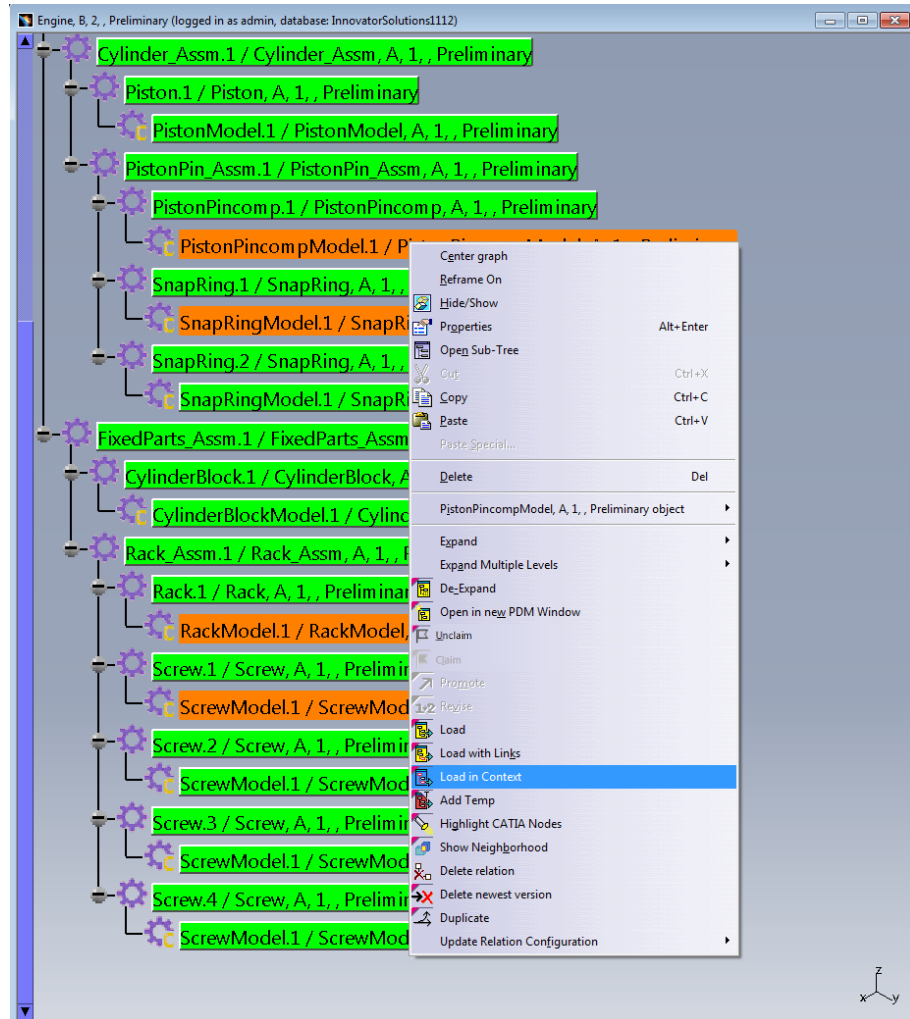 Engine, B, 2, , Preliminary (logged in as admin, database: InnovatorSolutions1112)
Cylinder_Assm.1 / Cylinder_Assm, A, 1, , Preliminary
Piston.1 / Piston, A, 1, , Preliminary
PistonModel.1 / PistonModel, A, 1, , Preliminary
PistonPin_Assm.1 / PistonPin_Assm, A, 1, , Preliminary
PistonPincomp.1 / PistonPincomp, A, 1, , Preliminary
PistonPincompModel.1 /
SnapRing.1 / SnapRing, A, 1, ,
SnapRingModel.1 /
SnapRing.2 / SnapRing, A, 1, ,
SnapRingModel.1 /
FixedParts_Assm.1 / FixedParts_Assm
CylinderBlock.1 / CylinderBlock,
CylinderBlockModel.1 /
Rack_Assm.1 / Rack_Assm, A, 1, ,
Rack.1 / Rack, A, 1, , Preliminar
RackModel.1 / RackModel,
Screw.1 / Screw, A, 1, , Prelimir
ScrewModel.1 / ScrewMod
Screw.2 / Screw, A, 1, , Prelimir
ScrewModel.1 / ScrewMod
Screw.3 / Screw, A, 1, , Prelimir
ScrewModel.1 / ScrewMod
Screw.4 / Screw, A, 1, , Prelimir
ScrewModel.1 / ScrewMod
Center graph
Reframe On
Hide/Show
Properties Alt+Enter
Open Sub-Tree
Cut Ctrl+X
Copy Ctrl+C
Paste Ctrl+V
Paste Special...
Delete Del
PistonPincompModel, A, 1, , Preliminary object
Expand
Expand Multiple Levels
De-Expand
Open in new PDM Window
Unclaim
Claim
Promote
Revise
Load
Load with Links
Load in Context
Add Temp
Highlight CATIA Nodes
Show Neighborhood
Delete relation
Delete newest version
Duplicate
Update Relation Configuration
z
x y